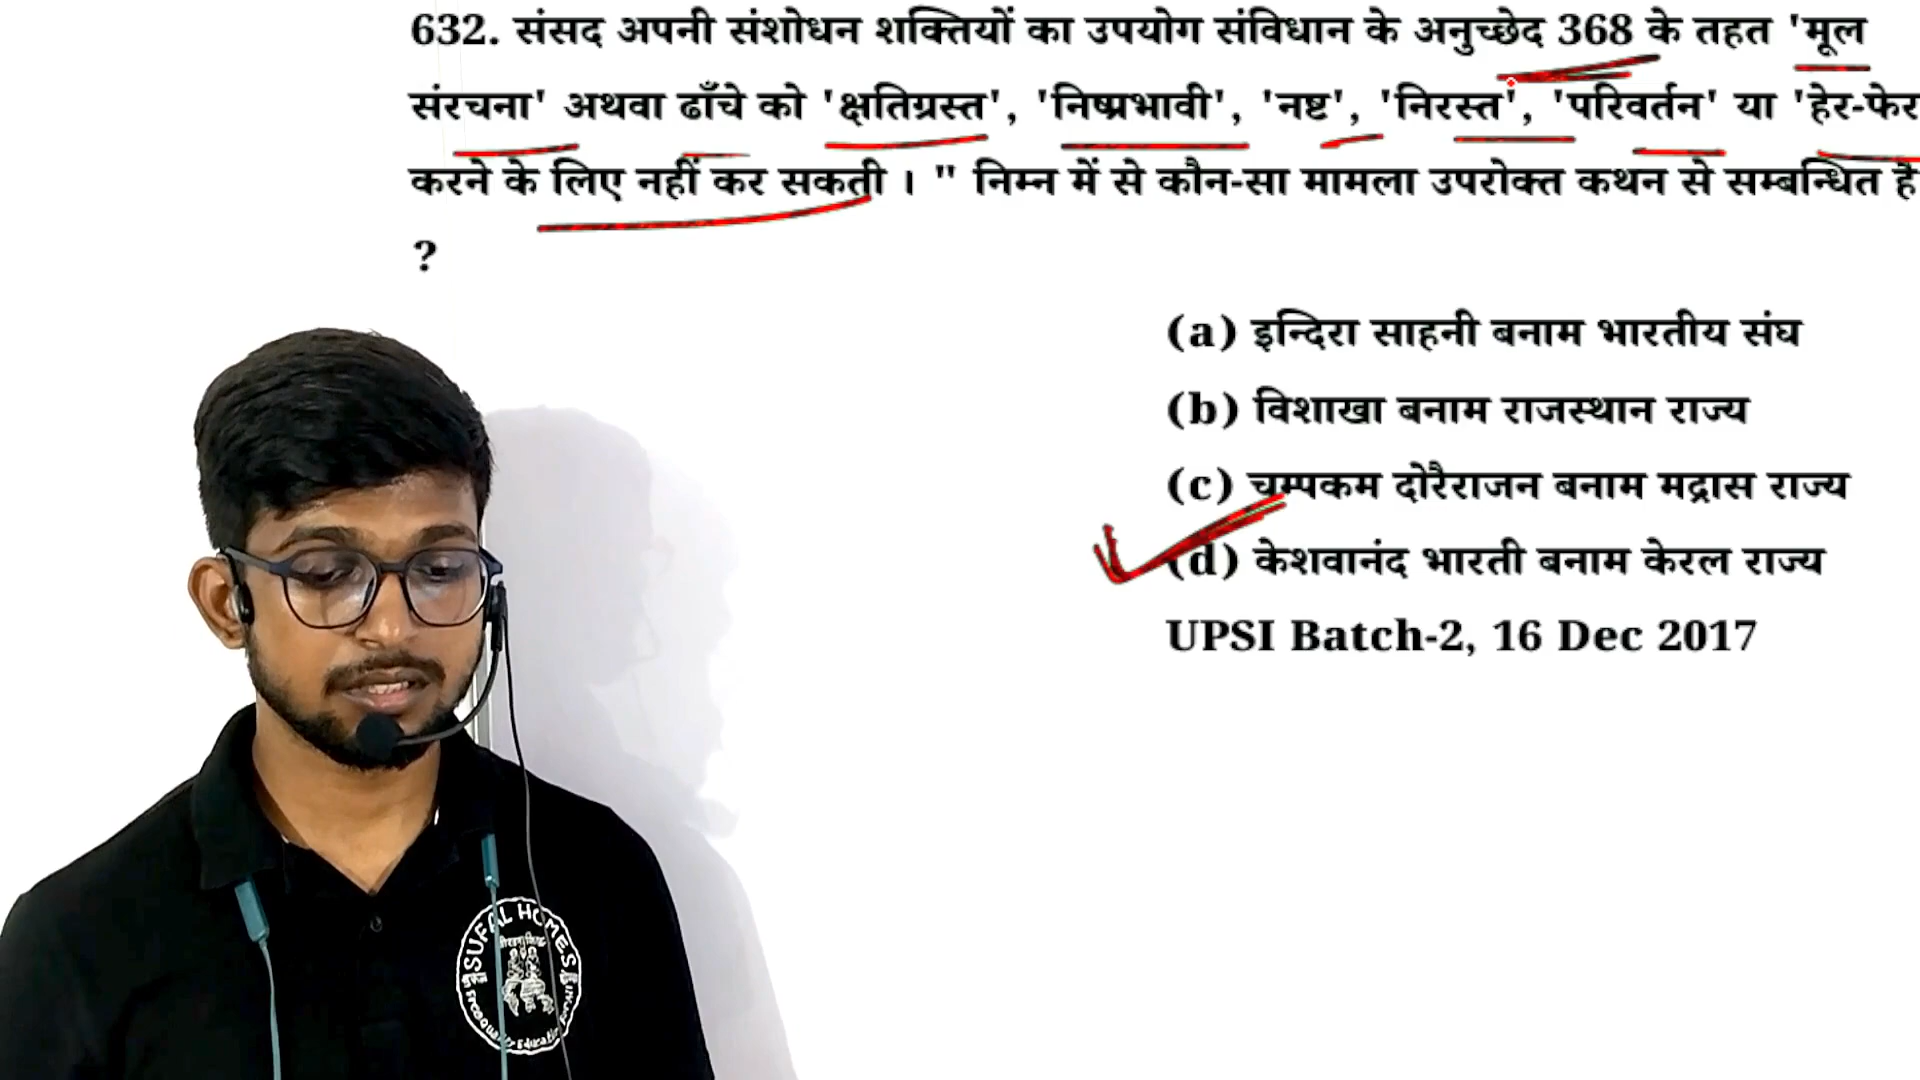 632. संसद अपनी संशोधन शक्तियों का उपयोग संविधान के अनुच्छेद 368 के तहत 'मूल
संरचना' अथवा ढाँचे को 'क्षतिग्रस्त', 'निष्प्रभावी', 'नष्ट', 'निरस्त', 'परिवर्तन' या 'हेर-फेर
करने के लिए नहीं कर सकती । " निम्न में से कौन-सा मामला उपरोक्त कथन से सम्बन्धित है
?
(a) इन्दिरा साहनी बनाम भारतीय संघ
(b) विशाखा बनाम राजस्थान राज्य
(c) चम्पकम दोरैराजन बनाम मद्रास राज्य
(d) केशवानंद भारती बनाम केरल राज्य
UPSI Batch-2, 16 Dec 2017
SUFAL HOMES